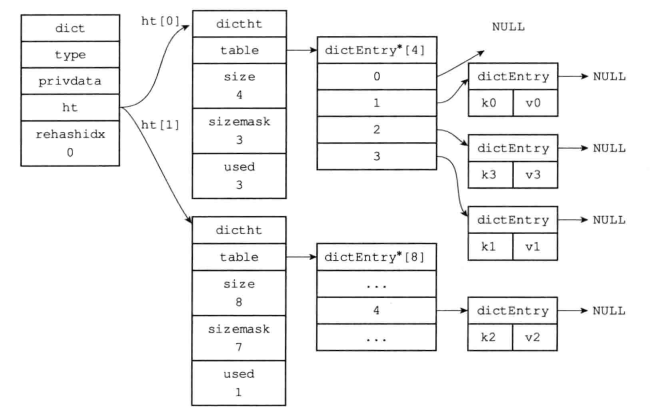 dict
type
privdata
ht
rehashidx
0
ht[0]
ht[1]
dictht
table
size
4
sizemask
3
used
3
dictEntry*[4]
0
1
2
3
NULL
dictEntry
k0 v0
NULL
dictEntry
k3 v3
NULL
dictEntry
k1 v1
NULL
dictht
table
size
8
sizemask
7
used
1
dictEntry*[8]
...
4
...
dictEntry
k2 v2
NULL